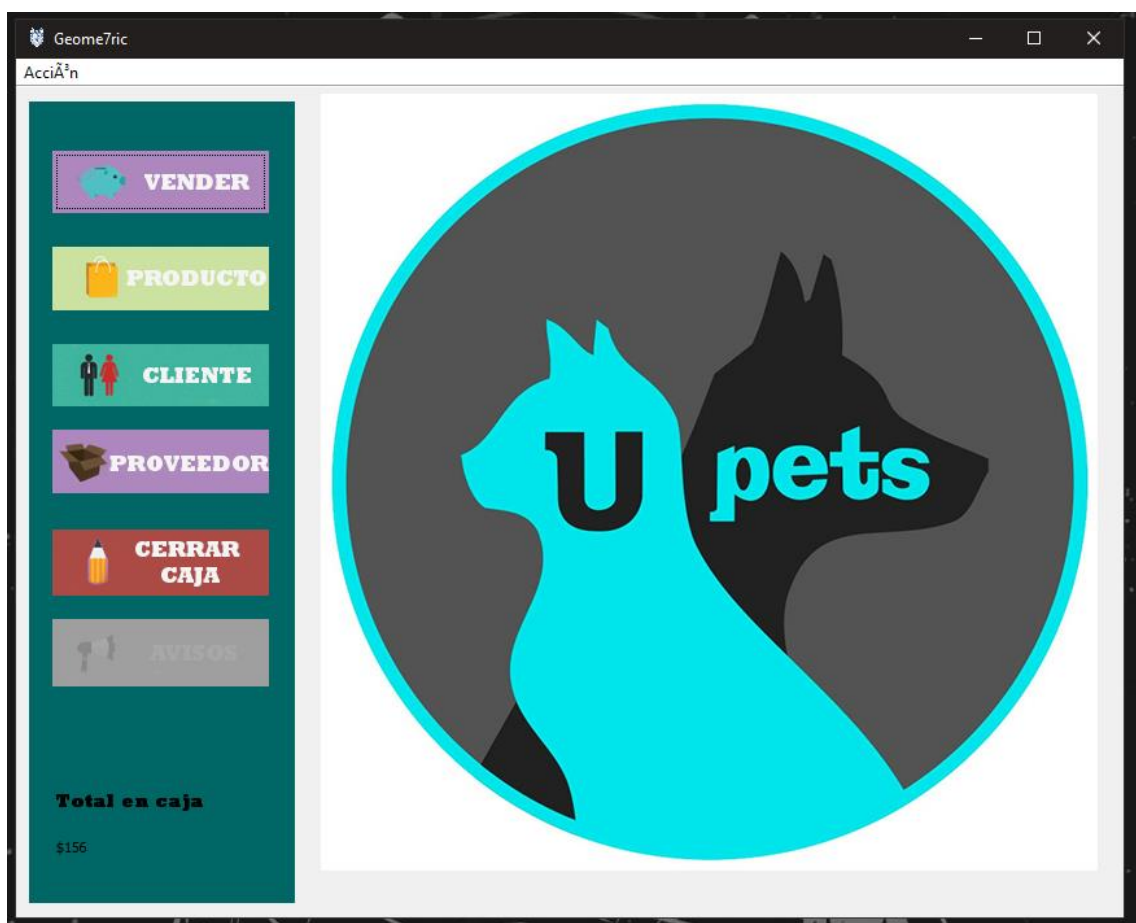 Geome7ric
AcciÃ³n
VENDER
PRODUCTO
CLIENTE
PROVEEDOR
CERRAR
CAJA
AVISOS
Total en caja
$156
U pets